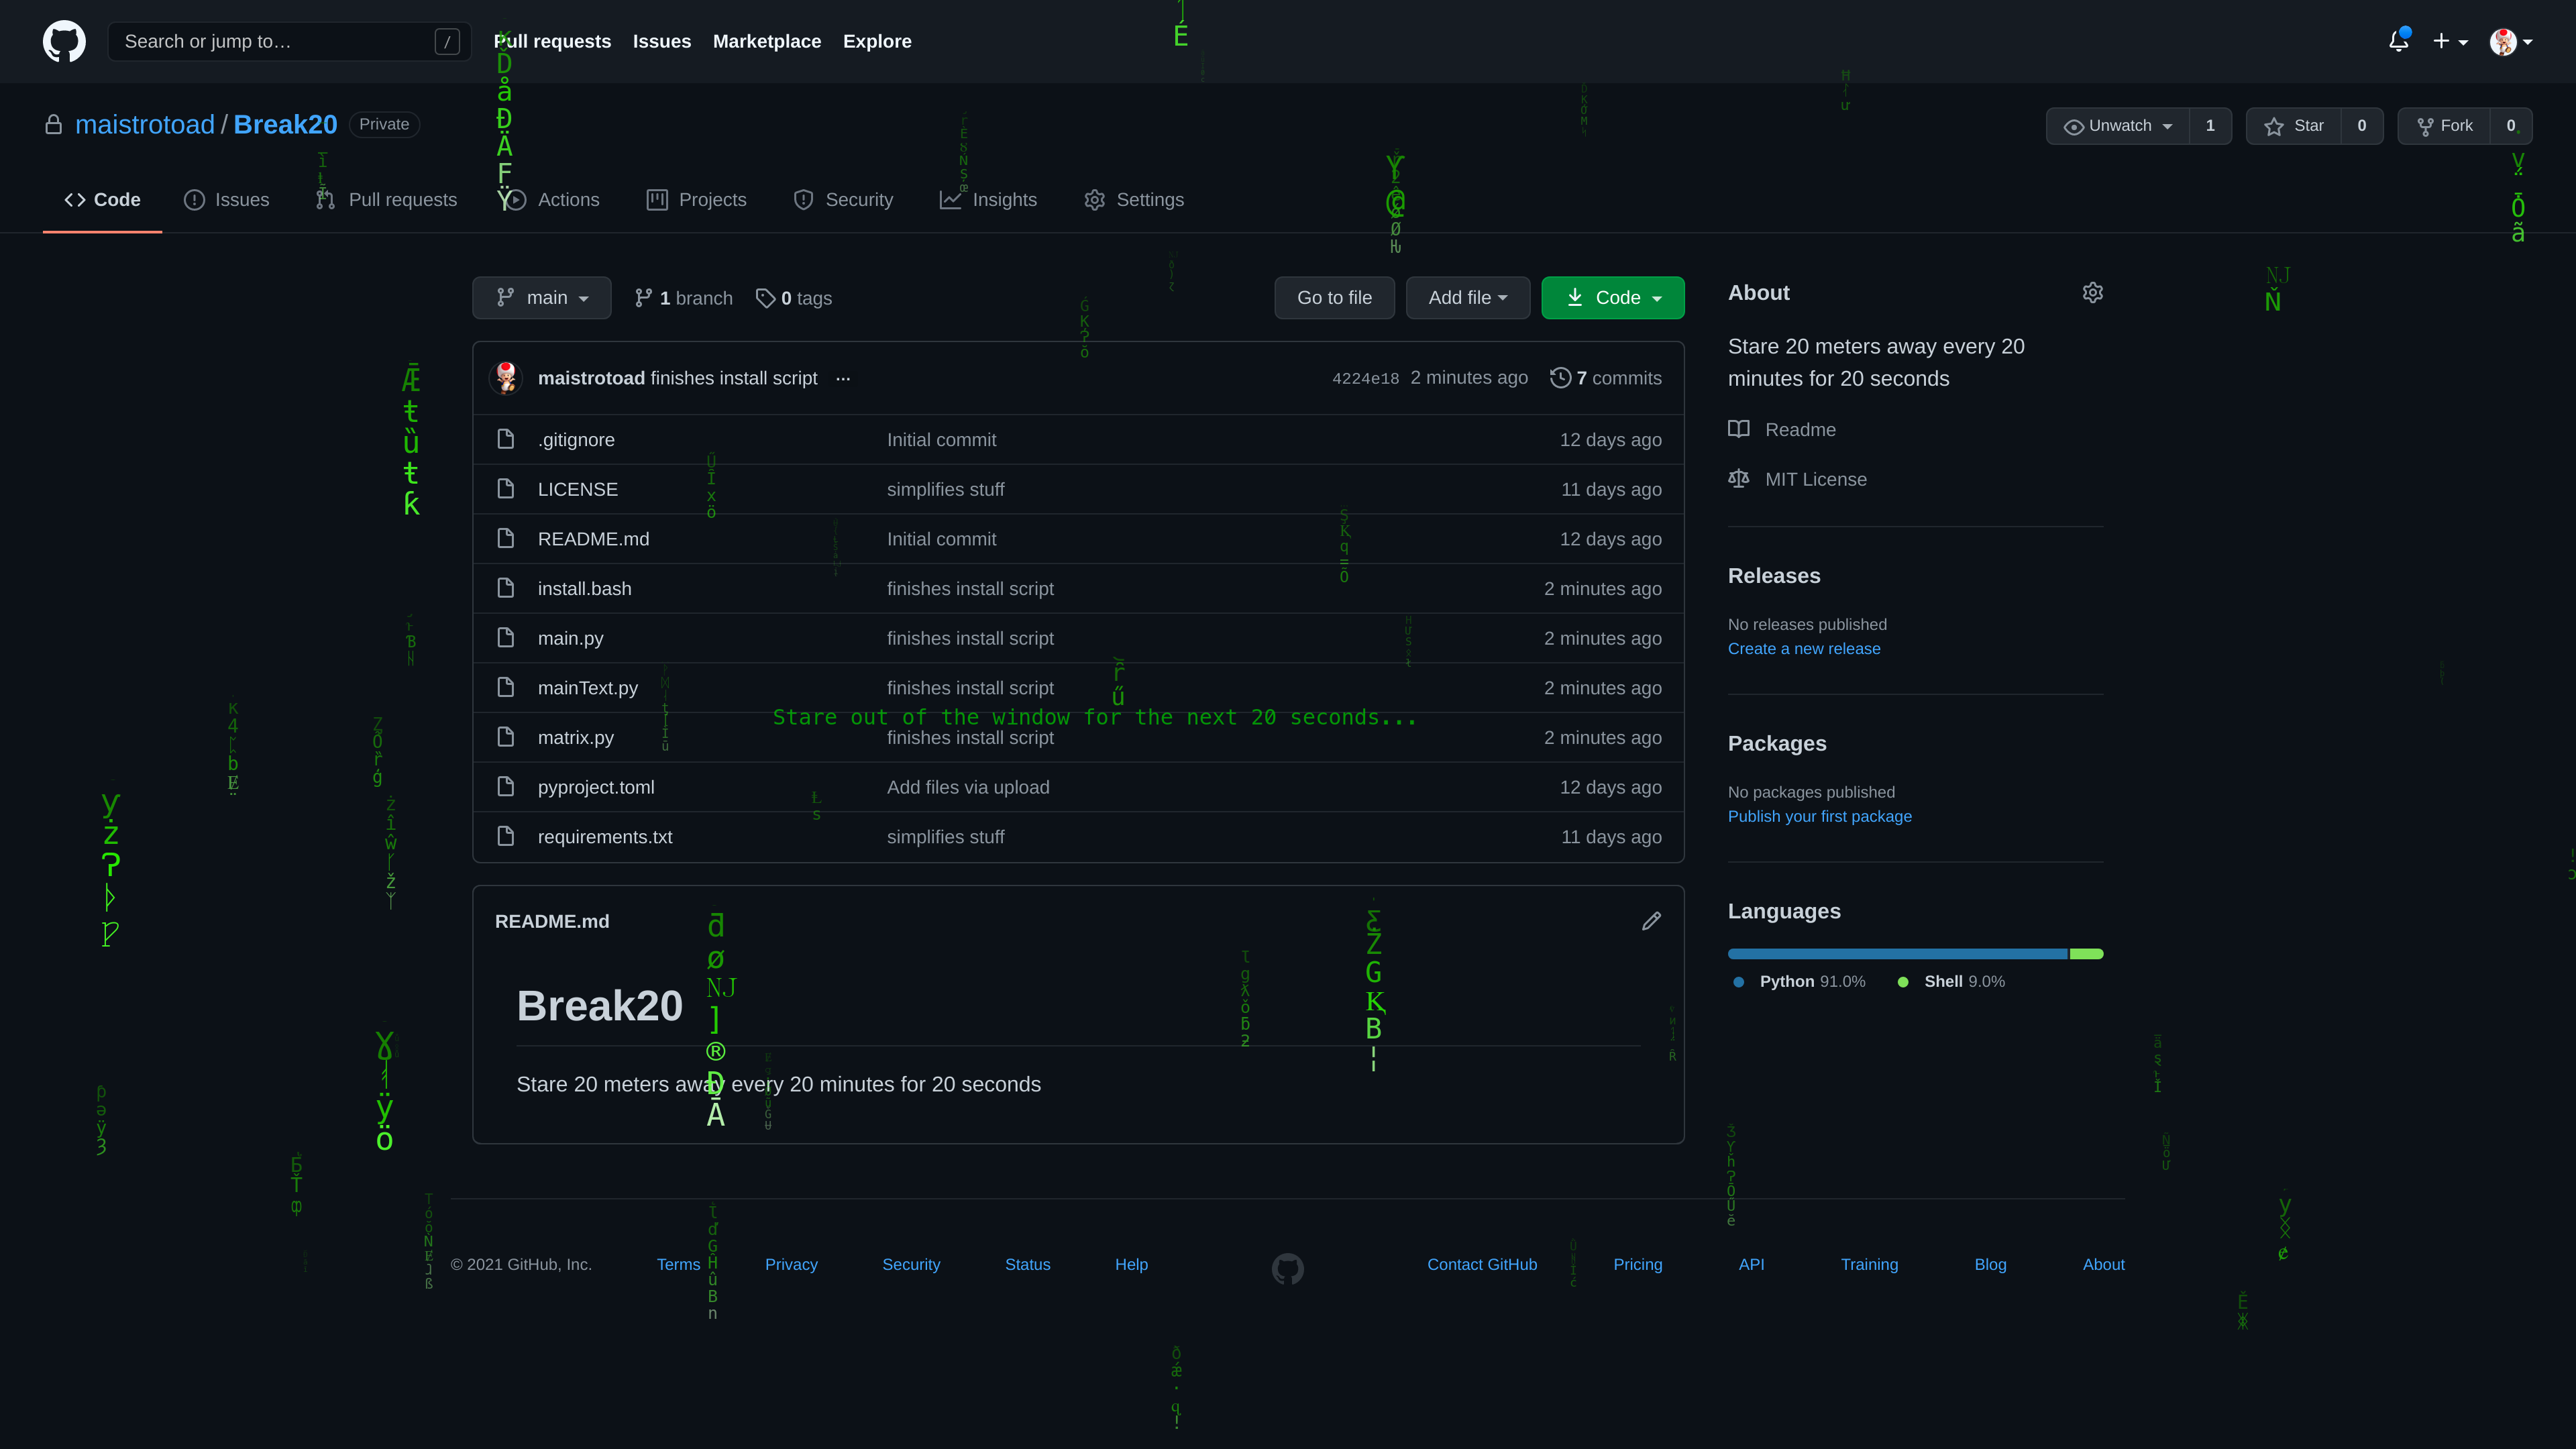 Search or jump to… /
Pull requests Issues Marketplace Explore
maistrotoad / Break20 Private
Unwatch 1 Star 0 Fork 0
Code Issues Pull requests Actions Projects Security Insights Settings
main 1 branch 0 tags Go to file Add file Code
maistrotoad finishes install script … 4224e18 2 minutes ago 7 commits
.gitignore Initial commit 12 days ago
LICENSE simplifies stuff 11 days ago
README.md Initial commit 12 days ago
install.bash finishes install script 2 minutes ago
main.py finishes install script 2 minutes ago
mainText.py finishes install script 2 minutes ago
Stare out of the window for the next 20 seconds...
matrix.py finishes install script 2 minutes ago
pyproject.toml Add files via upload 12 days ago
requirements.txt simplifies stuff 11 days ago
README.md
Break20
Stare 20 meters away every 20 minutes for 20 seconds
About
Stare 20 meters away every 20
minutes for 20 seconds
Readme
MIT License
Releases
No releases published
Create a new release
Packages
No packages published
Publish your first package
Languages
Python 91.0% Shell 9.0%
© 2021 GitHub, Inc. Terms Privacy Security Status Help Contact GitHub Pricing API Training Blog About